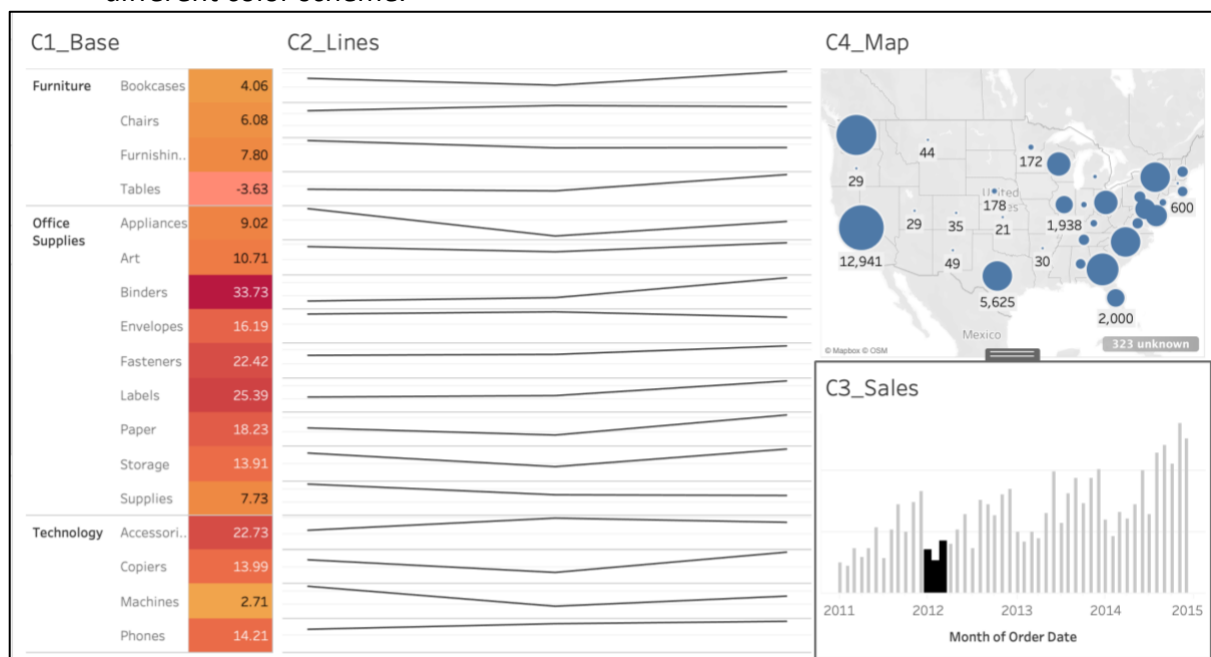 different color scheme.
C1_Base
C2_Lines
C4_Map
Furniture
Bookcases 4.06
Chairs 6.08
Furnishin.. 7.80
Tables -3.63
Office
Supplies
Appliances 9.02
Art 10.71
Binders 33.73
Envelopes 16.19
Fasteners 22.42
Labels 25.39
Paper 18.23
Storage 13.91
Supplies 7.73
Technology
Accessori.. 22.73
Copiers 13.99
Machines 2.71
Phones 14.21
44
172
29
United
178
29
35
21
1,938
600
12,941
49
30
5,625
2,000
Mexico
© Mapbox © OSM
323 unknown
C3_Sales
2011 2012 2013 2014 2015
Month of Order Date